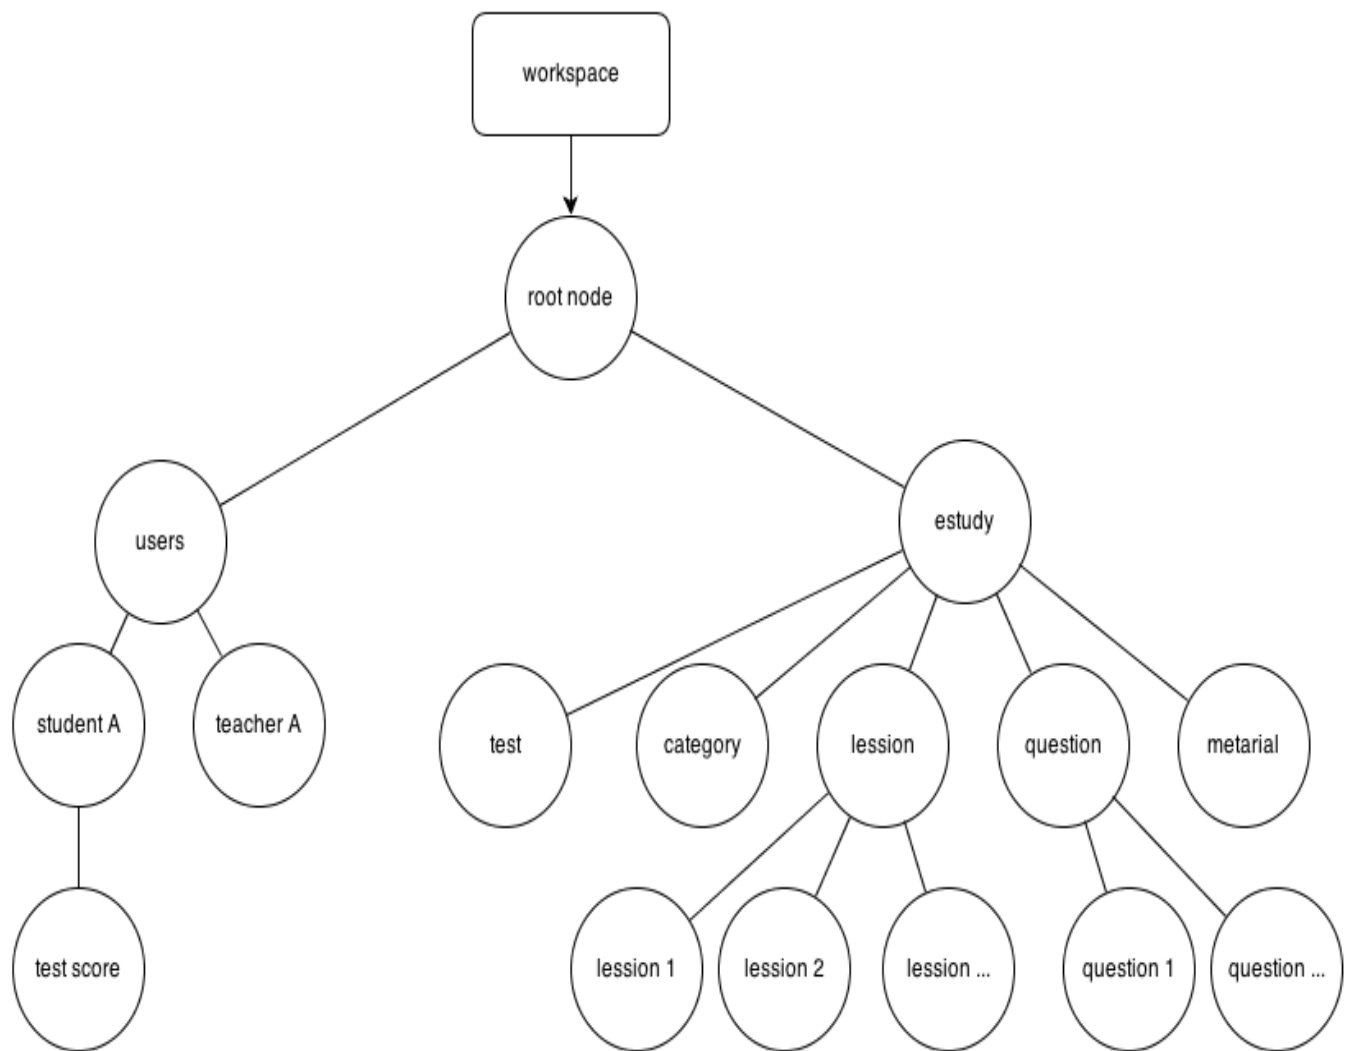 workspace
root node
users
estudy
student A
teacher A
test
category
lession
question
metarial
test score
lession 1
lession 2
lession ...
question 1
question ...